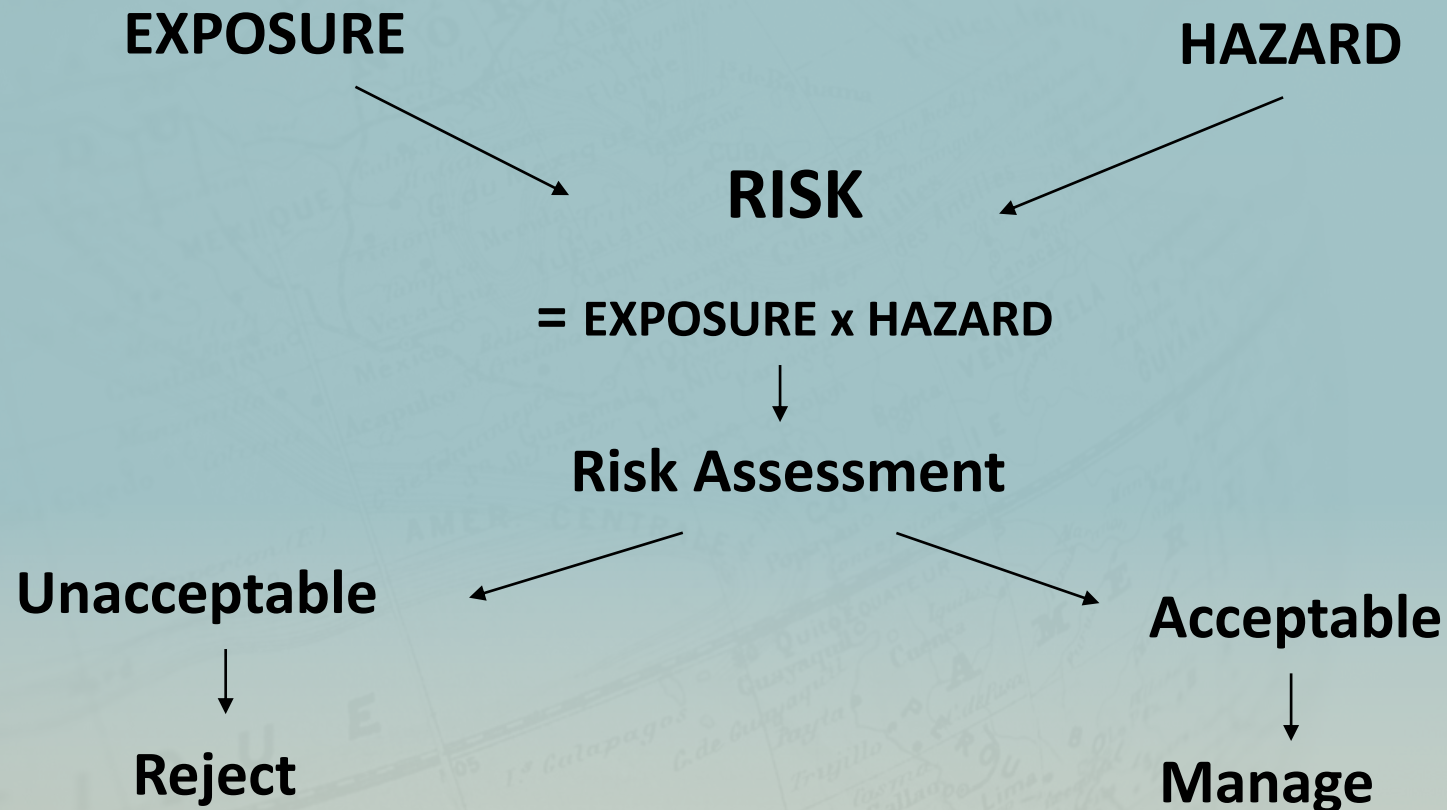 EXPOSURE
HAZARD
RISK
= EXPOSURE x HAZARD
Risk Assessment
Unacceptable
Acceptable
Reject
Manage